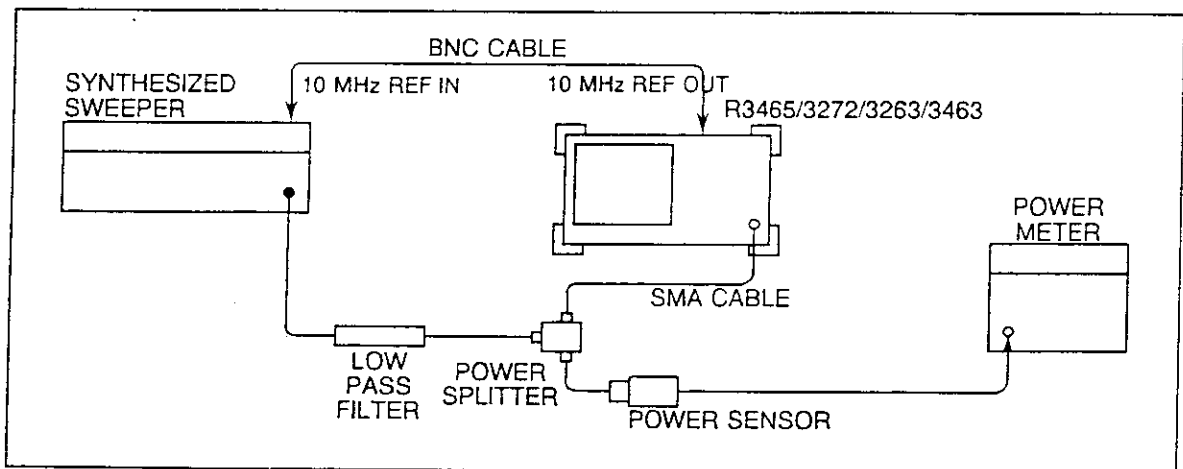 BNC CABLE
SYNTHESIZED
SWEEPER
10 MHz REF IN
10 MHz REF OUT
R3465/3272/3263/3463
POWER
METER
SMA CABLE
LOW
PASS
FILTER
POWER
SPLITTER
POWER SENSOR